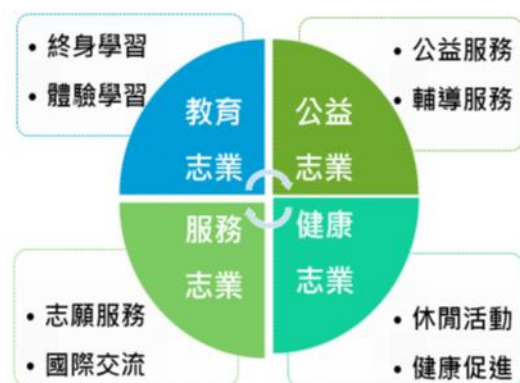 • 終身學習
• 體驗學習
• 公益服務
• 輔導服務
教育
志業
公益
志業
服務
志業
健康
志業
• 志願服務
• 國際交流
• 休閒活動
• 健康促進